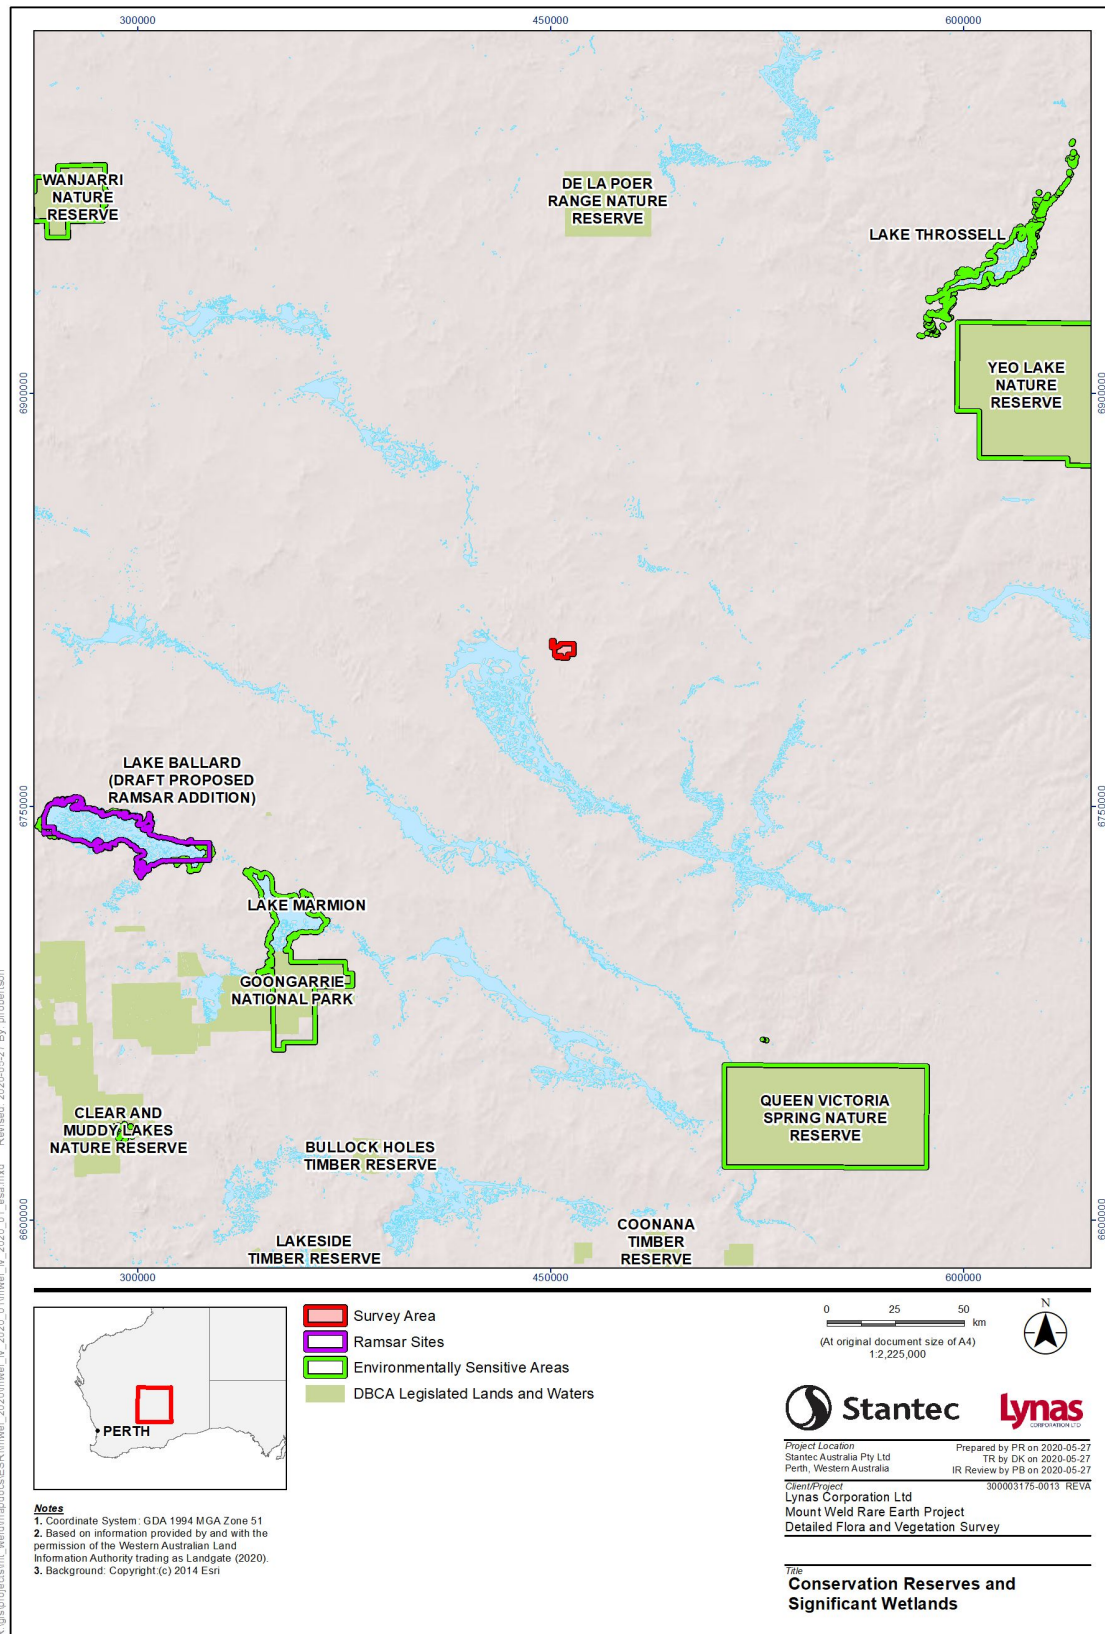 300000
450000
600000
WANJARRI
NATURE
RESERVE
DE LA POER
RANGE NATURE
RESERVE
LAKE THROSSELL
YEO LAKE
NATURE
RESERVE
6900000
6900000
LAKE BALLARD
(DRAFT PROPOSED
RAMSAR ADDITION)
6750000
6750000
LAKE MARMION
GOONGARRIE
NATIONAL PARK
CLEAR AND
MUDDY LAKES
NATURE RESERVE
QUEEN VICTORIA
SPRING NATURE
RESERVE
BULLOCK HOLES
TIMBER RESERVE
6600000
6600000
LAKESIDE
TIMBER RESERVE
COONANA
TIMBER
RESERVE
300000
450000
600000
PERTH
Survey Area
Ramsar Sites
Environmentally Sensitive Areas
DBCA Legislated Lands and Waters
0 25 50
km
(At original document size of A4)
1:2,225,000
N
Stantec
Lynas
CORPORATION LTD
Project Location
Stantec Australia Pty Ltd
Perth, Western Australia
Prepared by PR on 2020-05-27
TR by DK on 2020-05-27
IR Review by PB on 2020-05-27
Client/Project
300003175-0013 REVA
Lynas Corporation Ltd
Mount Weld Rare Earth Project
Detailed Flora and Vegetation Survey
Title
Conservation Reserves and
Significant Wetlands
Notes
1. Coordinate System: GDA 1994 MGA Zone 51
2. Based on information provided by and with the
permission of the Western Australian Land
Information Authority trading as Landgate (2020).
3. Background: Copyright:(c) 2014 Esri